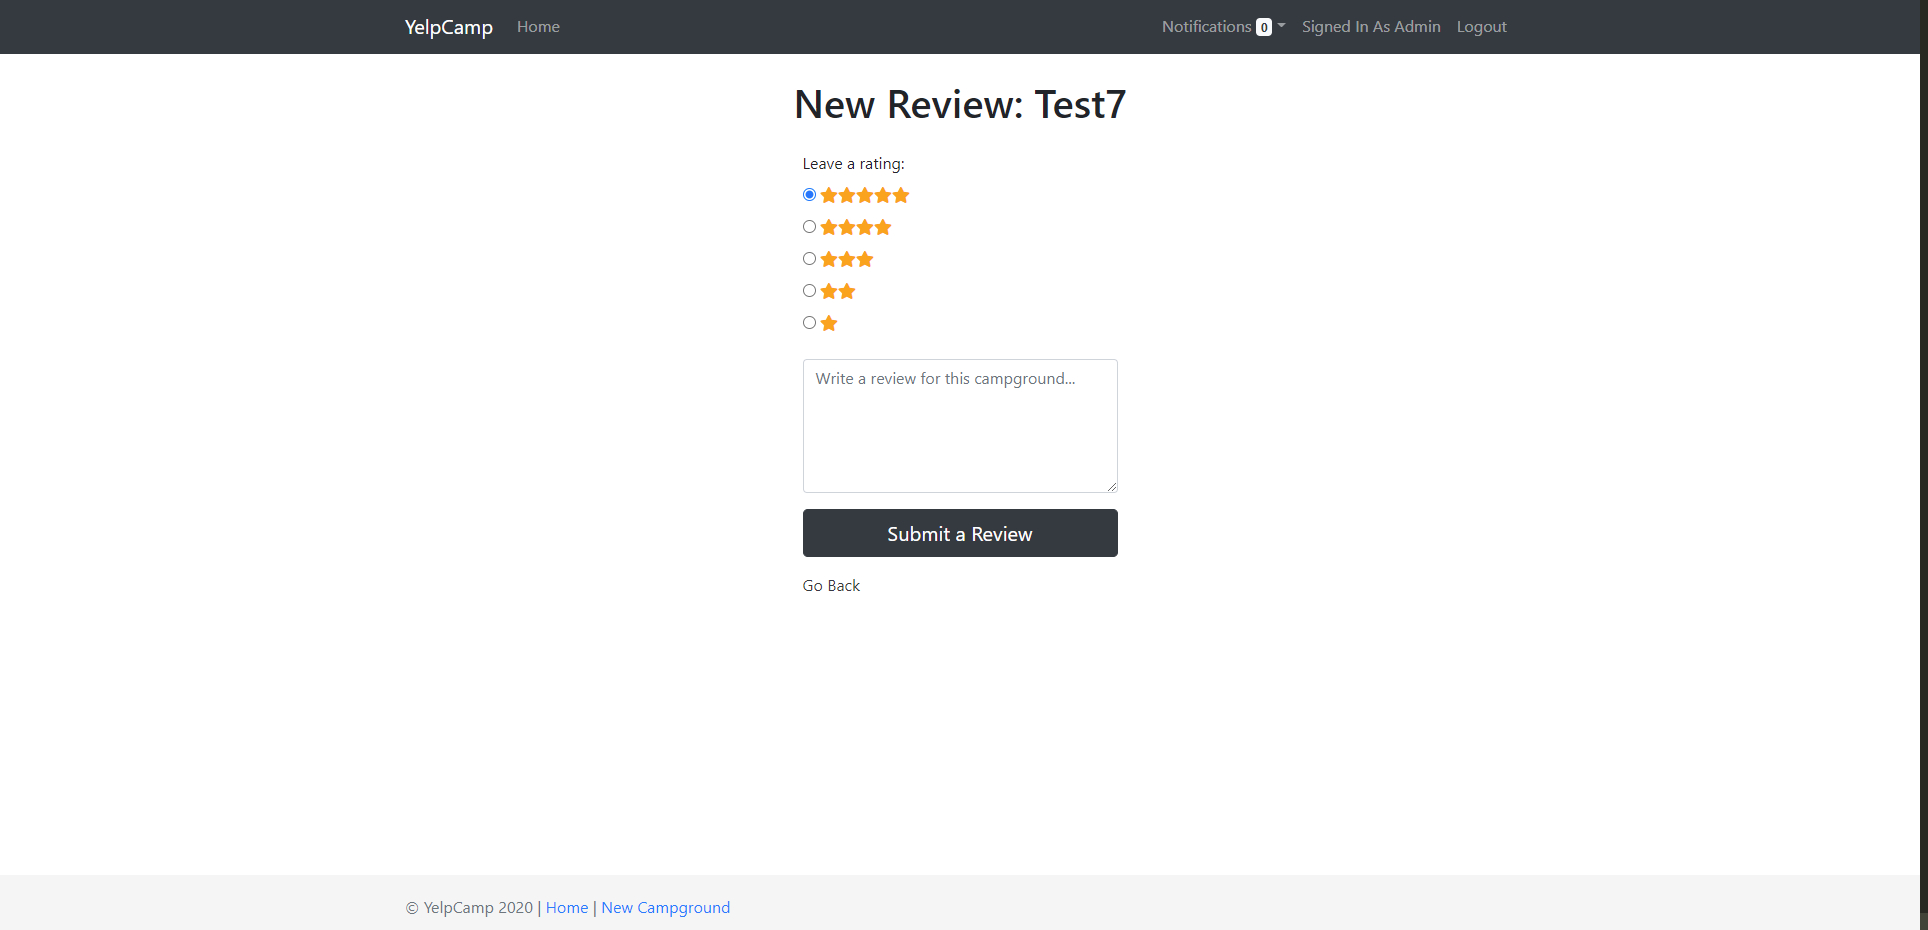 YelpCamp Home Notifications 0 Signed In As Admin Logout
New Review: Test7
Leave a rating:
Write a review for this campground...
Submit a Review
Go Back
© YelpCamp 2020 | Home | New Campground